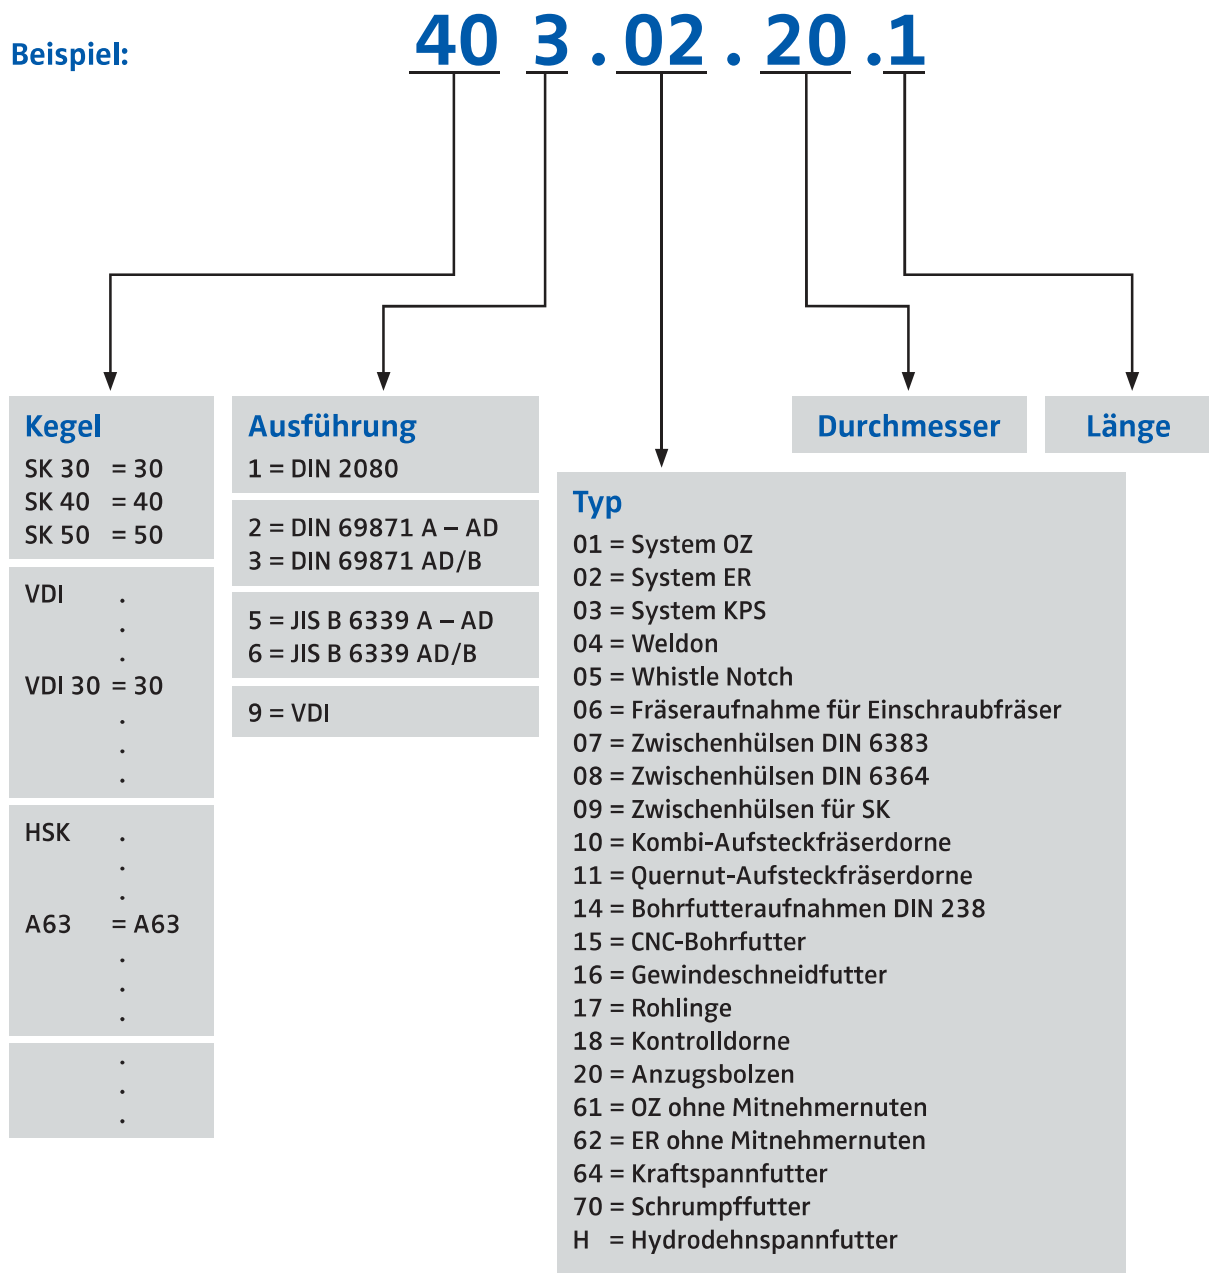 Beispiel: 40 3 . 02 . 20 .1
Kegel
SK 30 = 30
SK 40 = 40
SK 50 = 50
VDI .
.
.
VDI 30 = 30
.
.
.
HSK .
.
.
A63 = A63
.
.
.
.
.
.
Ausführung
1 = DIN 2080
2 = DIN 69871 A – AD
3 = DIN 69871 AD/B
5 = JIS B 6339 A – AD
6 = JIS B 6339 AD/B
9 = VDI
Typ
01 = System OZ
02 = System ER
03 = System KPS
04 = Weldon
05 = Whistle Notch
06 = Fräseraufnahme für Einschraubfräser
07 = Zwischenhülsen DIN 6383
08 = Zwischenhülsen DIN 6364
09 = Zwischenhülsen für SK
10 = Kombi-Aufsteckfräserdorne
11 = Quernut-Aufsteckfräserdorne
14 = Bohrfutteraufnahmen DIN 238
15 = CNC-Bohrfutter
16 = Gewindeschneidfutter
17 = Rohlinge
18 = Kontrolldorne
20 = Anzugsbolzen
61 = OZ ohne Mitnehmernuten
62 = ER ohne Mitnehmernuten
64 = Kraftspannfutter
70 = Schrumpffutter
H = Hydrodehnspannfutter
Durchmesser
Länge